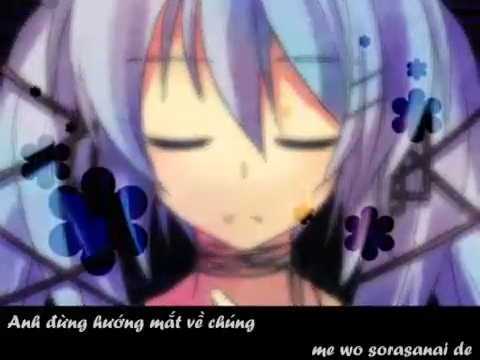 Anh đừng hướng mắt về chúng
me wo sorasanai de